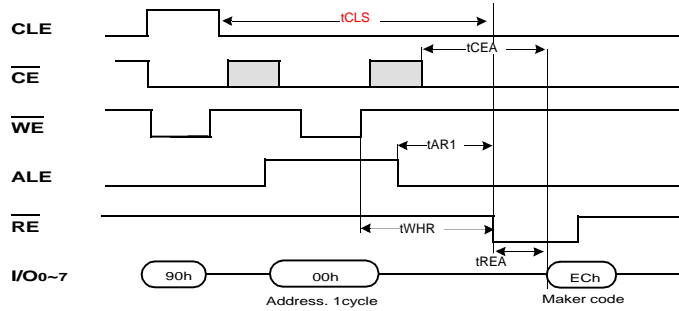 CLE
tCLS
tCEA
CE
WE
tAR1
ALE
RE
tWHR
tREA
I/O0~7
90h
00h
ECh
Address. 1cycle
Maker code